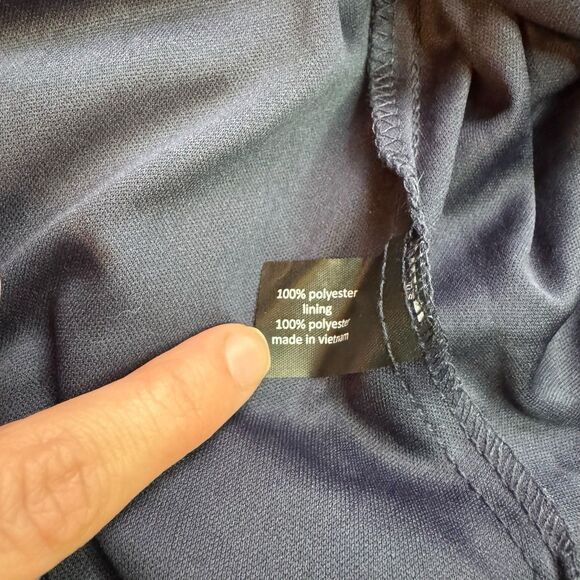 100% polyester
lining
100% polyester
made in vietnam